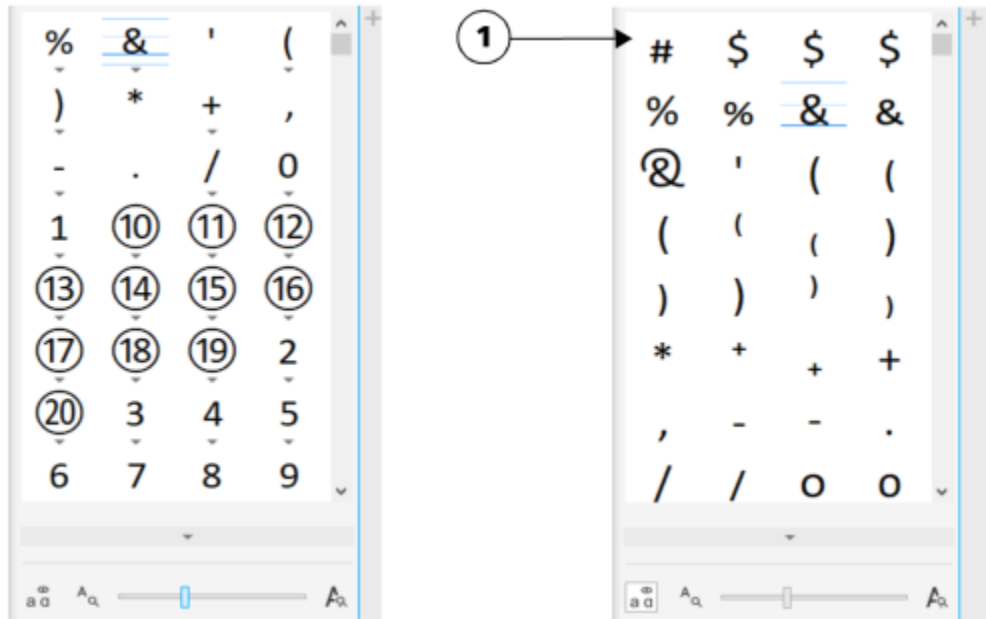 % & ' (
) * + ,
- . / 0
1 ⑩ ⑪ ⑫
⑬ ⑭ ⑮ ⑯
⑰ ⑱ ⑲ 2
⑳ 3 4 5
6 7 8 9
1
# $ $ $
% % & &
& ' ( (
( ( ( )
) ) ) )
* + + +
, - - .
/ / o o